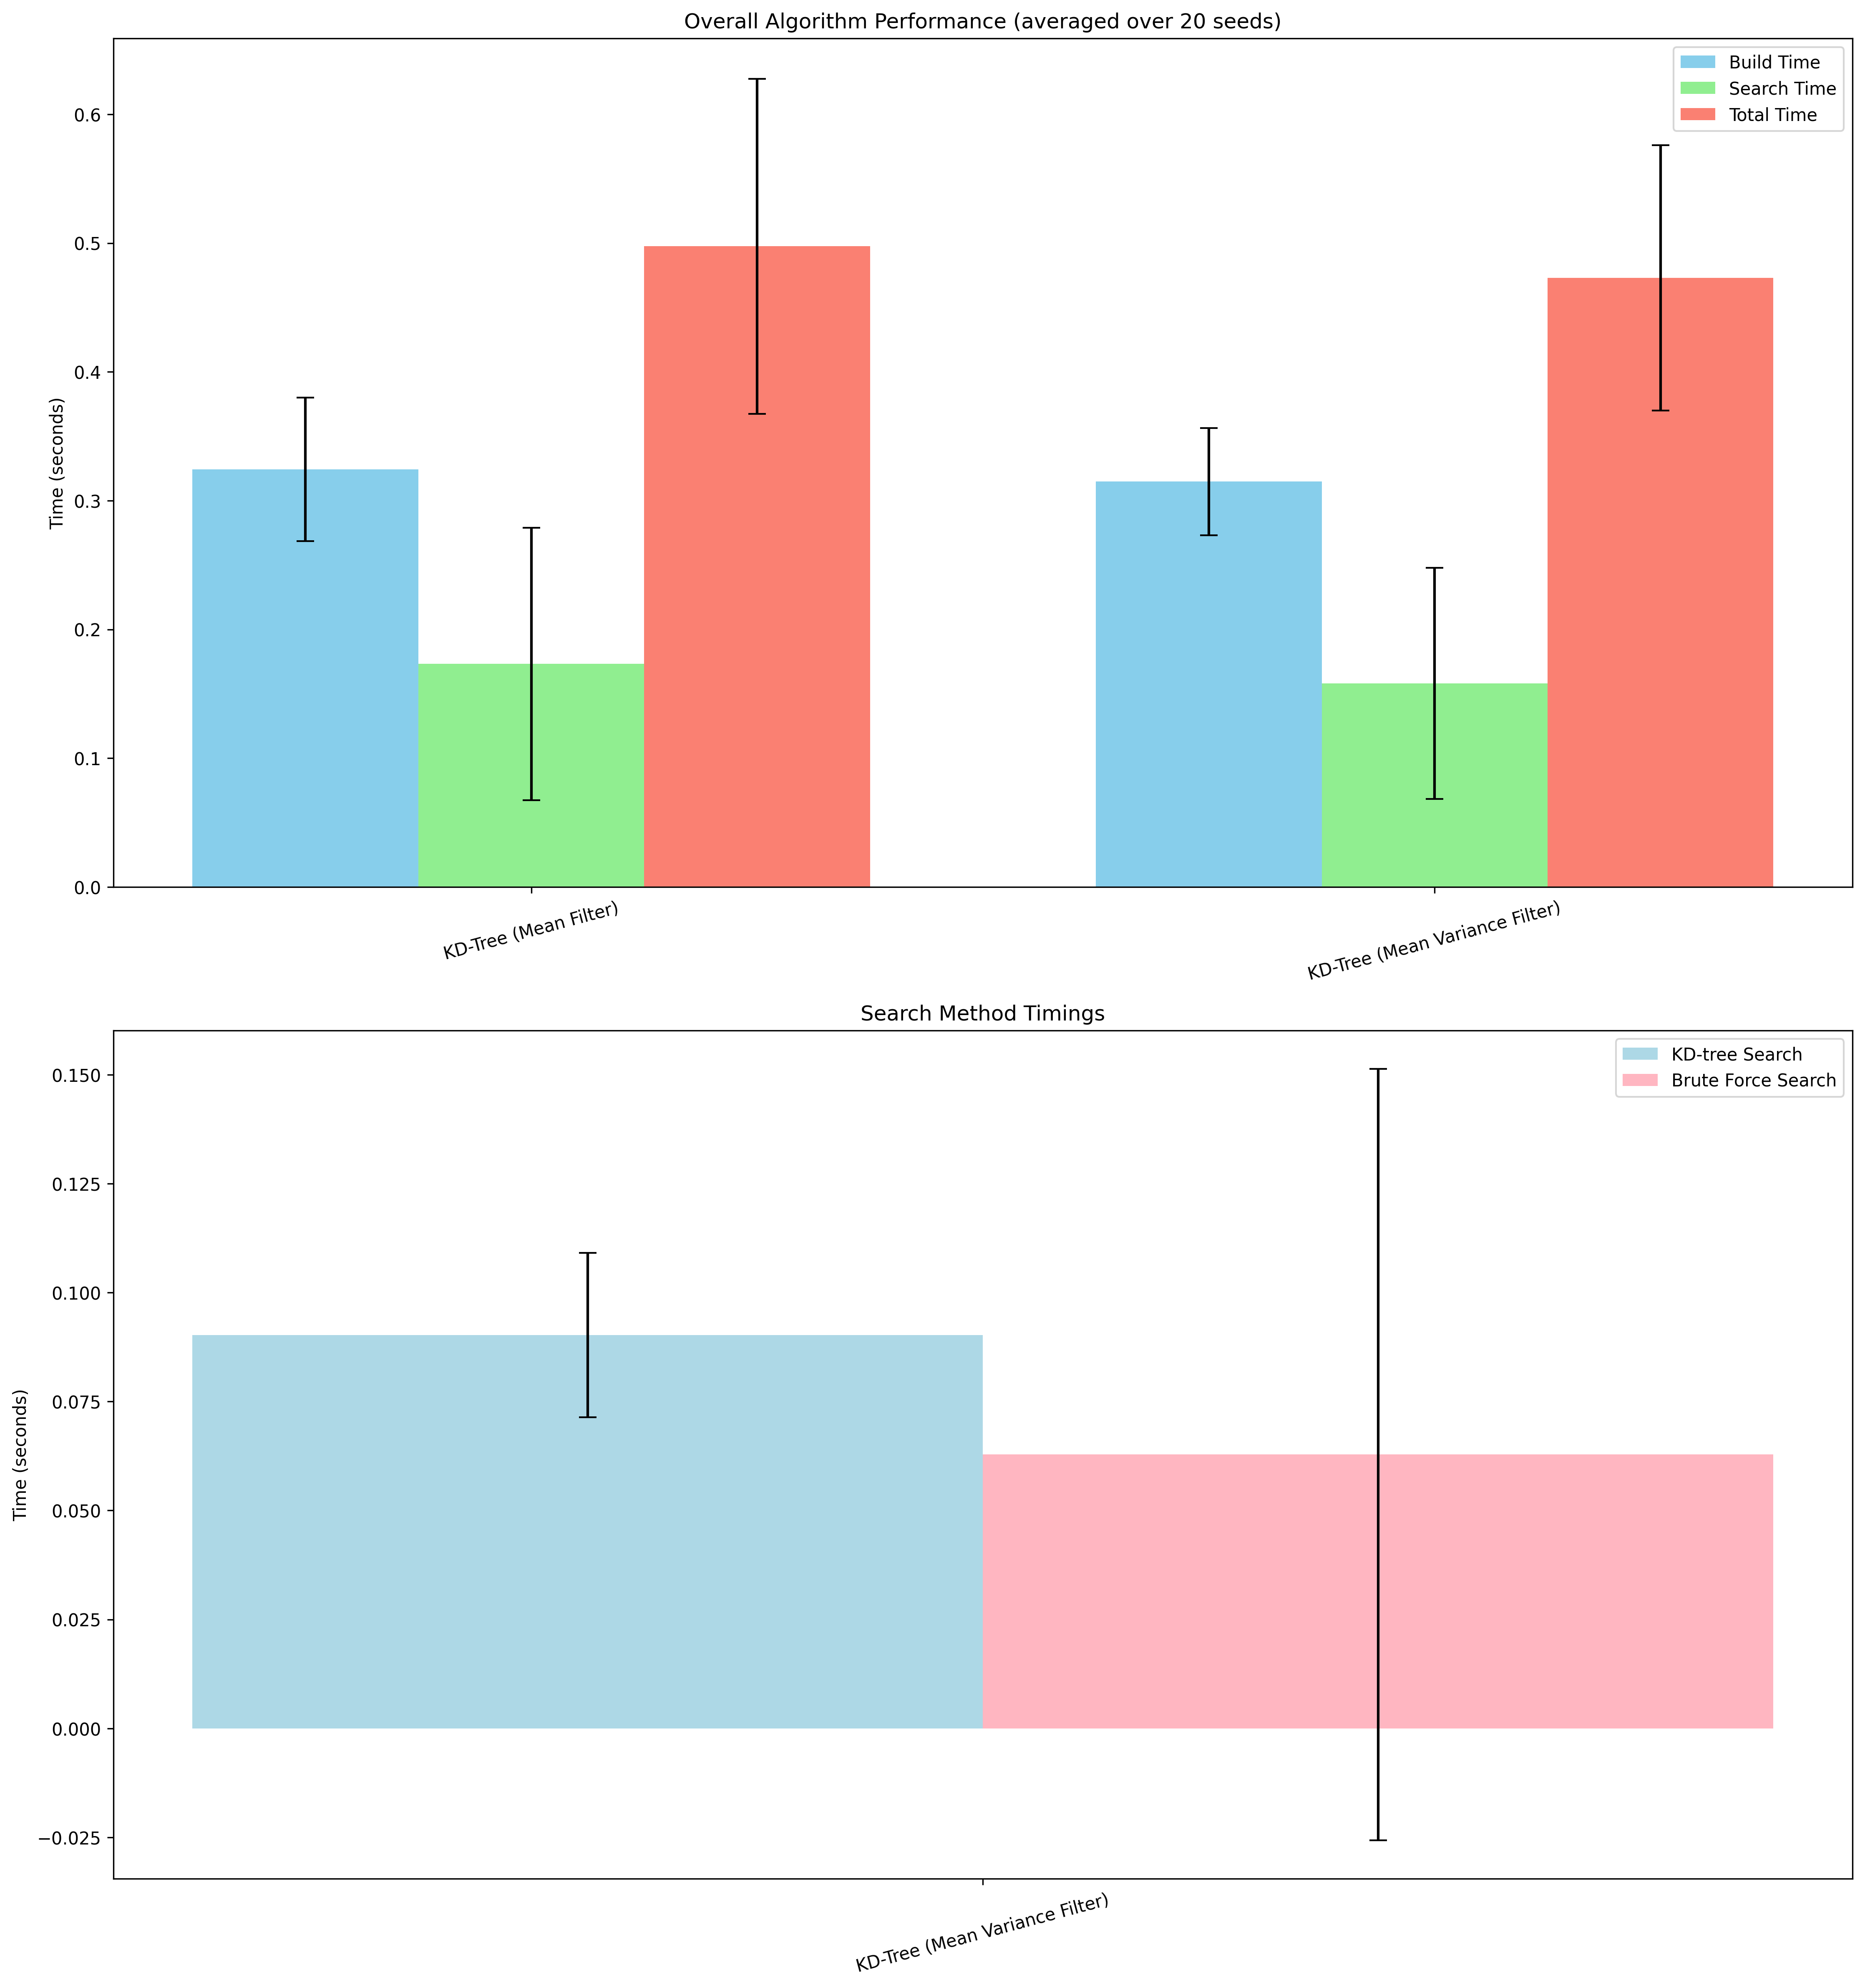 Overall Algorithm Performance (averaged over 20 seeds)
Build Time
Search Time
Total Time
Time (seconds)
0.6
0.5
0.4
0.3
0.2
0.1
0.0
KD-Tree (Mean Filter)
KD-Tree (Mean Variance Filter)
Search Method Timings
KD-tree Search
Brute Force Search
Time (seconds)
0.150
0.125
0.100
0.075
0.050
0.025
0.000
−0.025
KD-Tree (Mean Variance Filter)